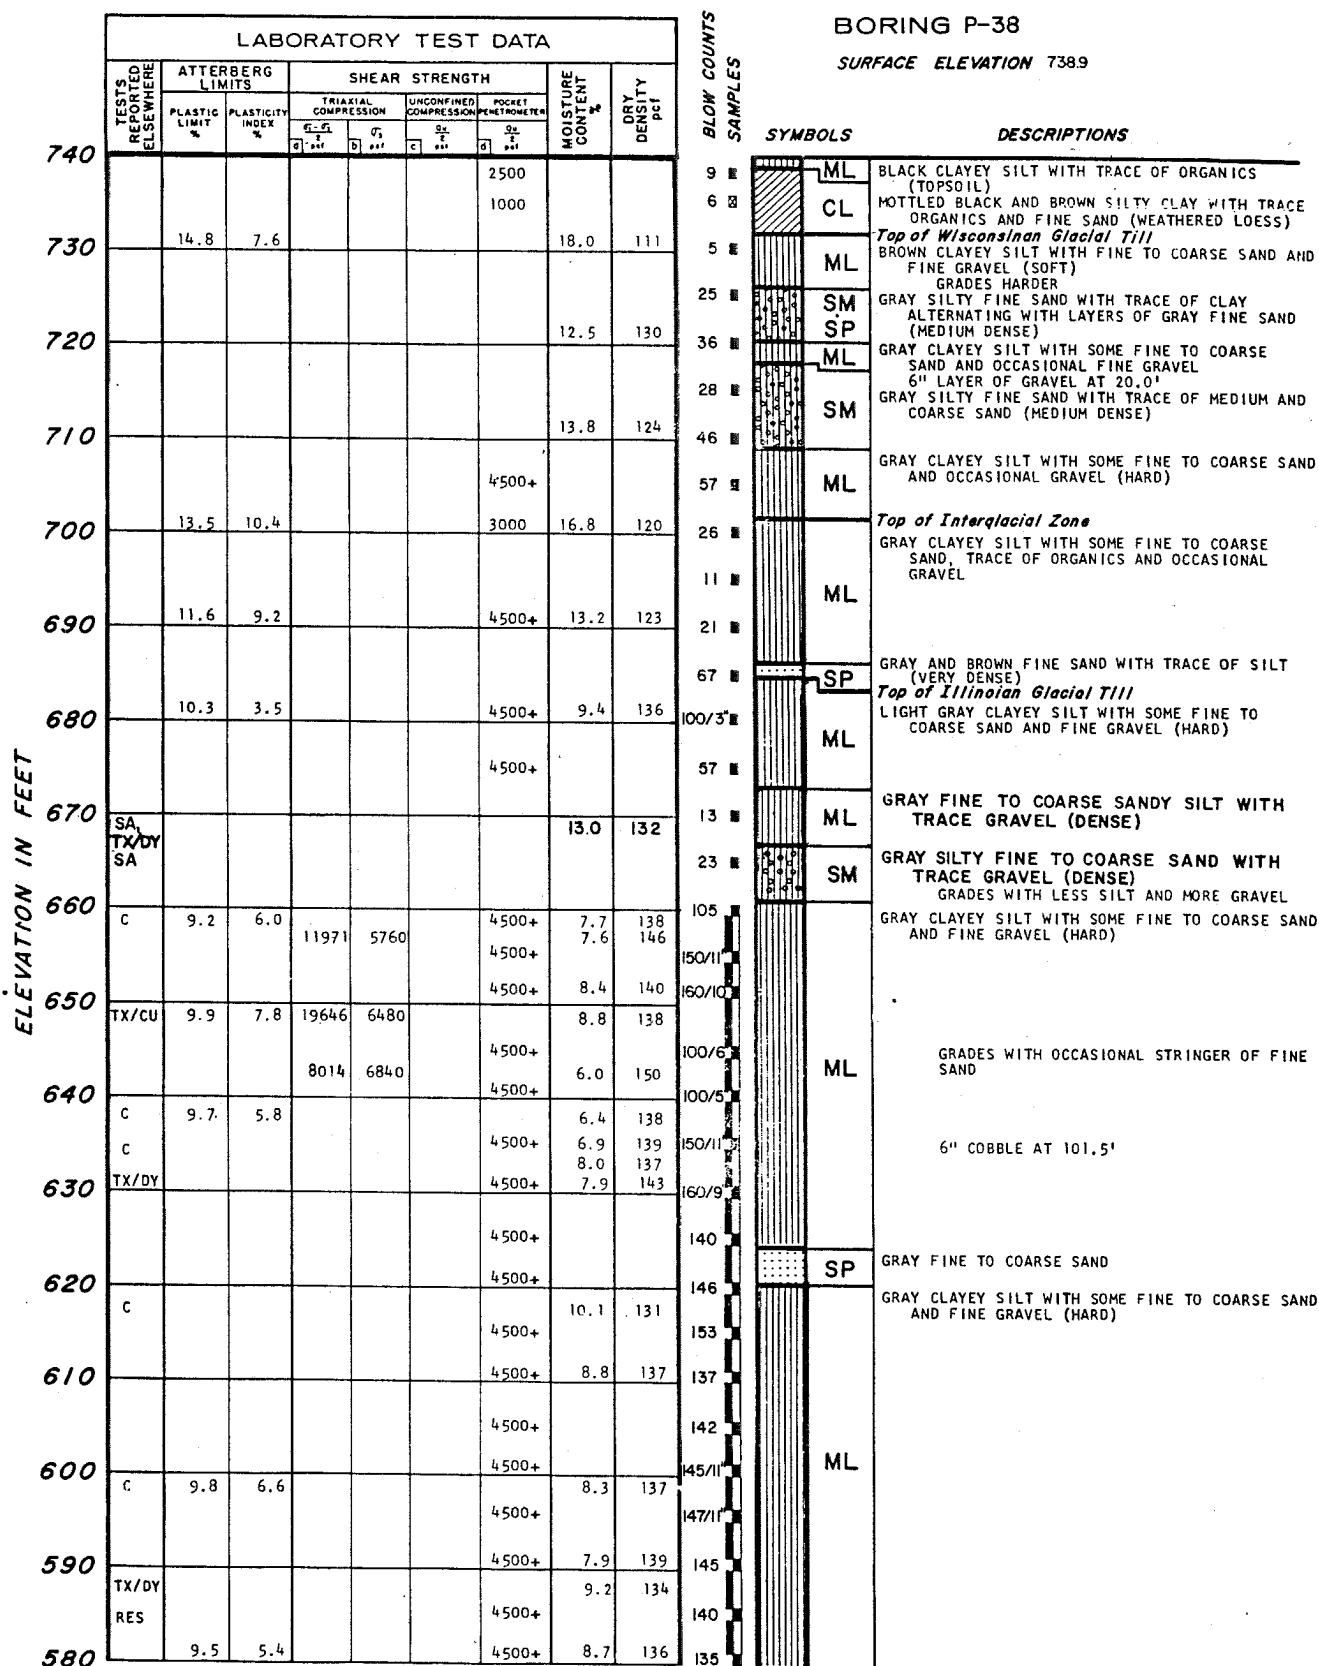 BORING P-38
SURFACE ELEVATION 738.9
LABORATORY TEST DATA
TESTS REPORTED ELSEWHERE
ATTERBERG LIMITS
PLASTIC LIMIT %
PLASTICITY INDEX %
SHEAR STRENGTH
TRIAXIAL COMPRESSION
UNCONFINED COMPRESSION
POCKET PENETROMETER
a psf
b psf
c psf
d psf
MOISTURE CONTENT %
DRY DENSITY pcf
BLOW COUNTS
SAMPLES
SYMBOLS
DESCRIPTIONS
ELEVATION IN FEET
740
2500 9 ML BLACK CLAYEY SILT WITH TRACE OF ORGANICS
(TOPSOIL)
1000 6 CL MOTTLED BLACK AND BROWN SILTY CLAY WITH TRACE
ORGANICS AND FINE SAND (WEATHERED LOESS)
Top of Wisconsinan Glacial Till
730 14.8 7.6 18.0 111 5 ML BROWN CLAYEY SILT WITH FINE TO COARSE SAND AND
FINE GRAVEL (SOFT)
GRADES HARDER
25 SM GRAY SILTY FINE SAND WITH TRACE OF CLAY
SP ALTERNATING WITH LAYERS OF GRAY FINE SAND
(MEDIUM DENSE)
720 12.5 130 36 ML GRAY CLAYEY SILT WITH SOME FINE TO COARSE
SAND AND OCCASIONAL FINE GRAVEL
6" LAYER OF GRAVEL AT 20.0'
28 SM GRAY SILTY FINE SAND WITH TRACE OF MEDIUM AND
COARSE SAND (MEDIUM DENSE)
710 13.8 124 46
GRAY CLAYEY SILT WITH SOME FINE TO COARSE SAND
AND OCCASIONAL GRAVEL (HARD)
4500+ 57 ML
Top of Interglacial Zone
700 13.5 10.4 3000 16.8 120 26
GRAY CLAYEY SILT WITH SOME FINE TO COARSE
SAND, TRACE OF ORGANICS AND OCCASIONAL
GRAVEL
11 ML
690 11.6 9.2 4500+ 13.2 123 21
67 SP GRAY AND BROWN FINE SAND WITH TRACE OF SILT
(VERY DENSE)
Top of Illinoian Glacial Till
680 10.3 3.5 4500+ 9.4 136 100/3" ML LIGHT GRAY CLAYEY SILT WITH SOME FINE TO
COARSE SAND AND FINE GRAVEL (HARD)
4500+ 57
670 SA, TX/DY 13.0 132 13 ML GRAY FINE TO COARSE SANDY SILT WITH
TRACE GRAVEL (DENSE)
SA 23 SM GRAY SILTY FINE TO COARSE SAND WITH
TRACE GRAVEL (DENSE)
GRADES WITH LESS SILT AND MORE GRAVEL
660 C 9.2 6.0 4500+ 7.7 138 105 GRAY CLAYEY SILT WITH SOME FINE TO COARSE SAND
AND FINE GRAVEL (HARD)
11971 5760 7.6 146
4500+ 150/11"
650 4500+ 8.4 140 160/10
TX/CU 9.9 7.8 19646 6480 8.8 138
4500+ 100/6" ML GRADES WITH OCCASIONAL STRINGER OF FINE
SAND
8014 6840 6.0 150
640 4500+ 100/5"
C 9.7 5.8 6.4 138
C 4500+ 6.9 139 150/11" 6" COBBLE AT 101.5'
8.0 137
630 TX/DY 4500+ 7.9 143 160/9"
4500+ 140
SP GRAY FINE TO COARSE SAND
620 4500+ 146
C 10.1 131 GRAY CLAYEY SILT WITH SOME FINE TO COARSE SAND
AND FINE GRAVEL (HARD)
4500+ 153
610 4500+ 8.8 137 137
4500+ 142
ML
600 4500+ 145/11"
C 9.8 6.6 8.3 137
4500+ 147/11"
590 4500+ 7.9 139 145
TX/DY 9.2 134
RES 4500+ 140
580 9.5 5.4 4500+ 8.7 136 135